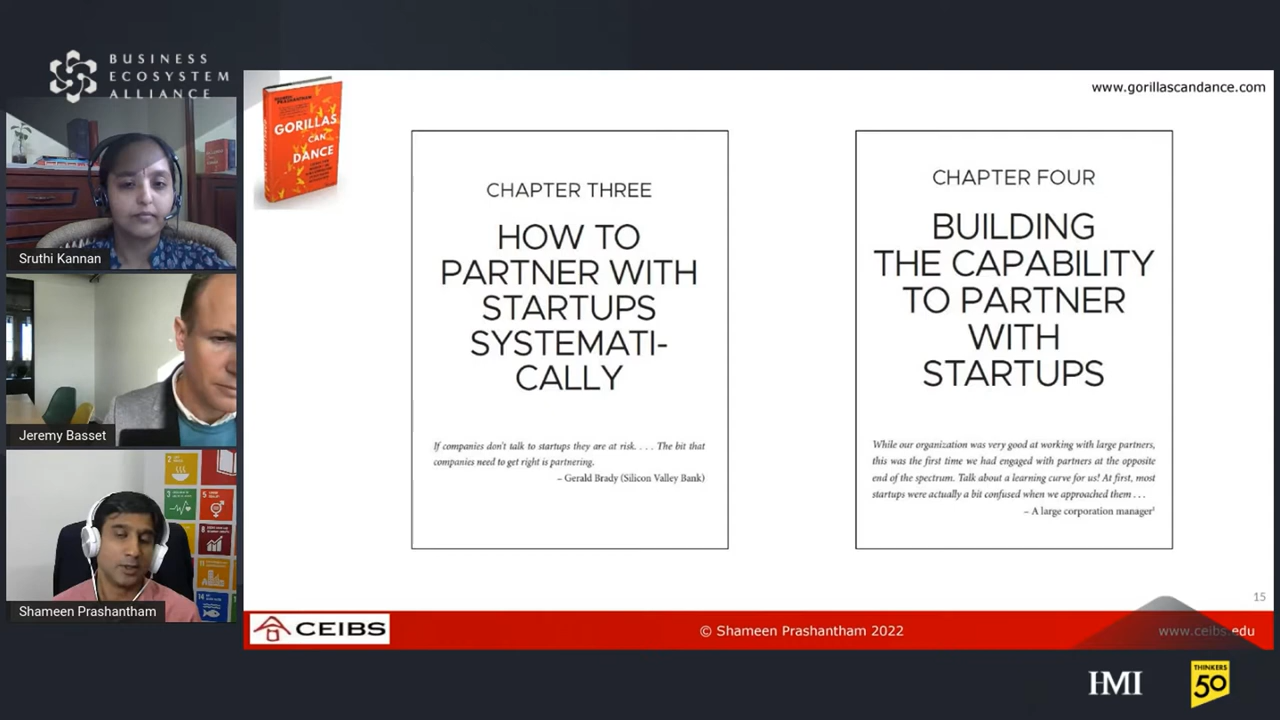 BUSINESS
ECOSYSTEM
ALLIANCE
Sruthi Kannan
Jeremy Basset
Shameen Prashantham
www.gorillascandance.com
PRASHANTHAM
GORILLAS
CAN
DANCE
CHAPTER THREE
HOW TO
PARTNER WITH
STARTUPS
SYSTEMATI-
CALLY
If companies don't talk to startups they are at risk. . . . The bit that
companies need to get right is partnering.
– Gerald Brady (Silicon Valley Bank)
CHAPTER FOUR
BUILDING
THE CAPABILITY
TO PARTNER
WITH
STARTUPS
While our organization was very good at working with large partners,
this was the first time we had engaged with partners at the opposite
end of the spectrum. Talk about a learning curve for us! At first, most
startups were actually a bit confused when we approached them . . .
– A large corporation manager¹
15
CEIBS
© Shameen Prashantham 2022
www.ceibs.edu
HMI
THINKERS
50